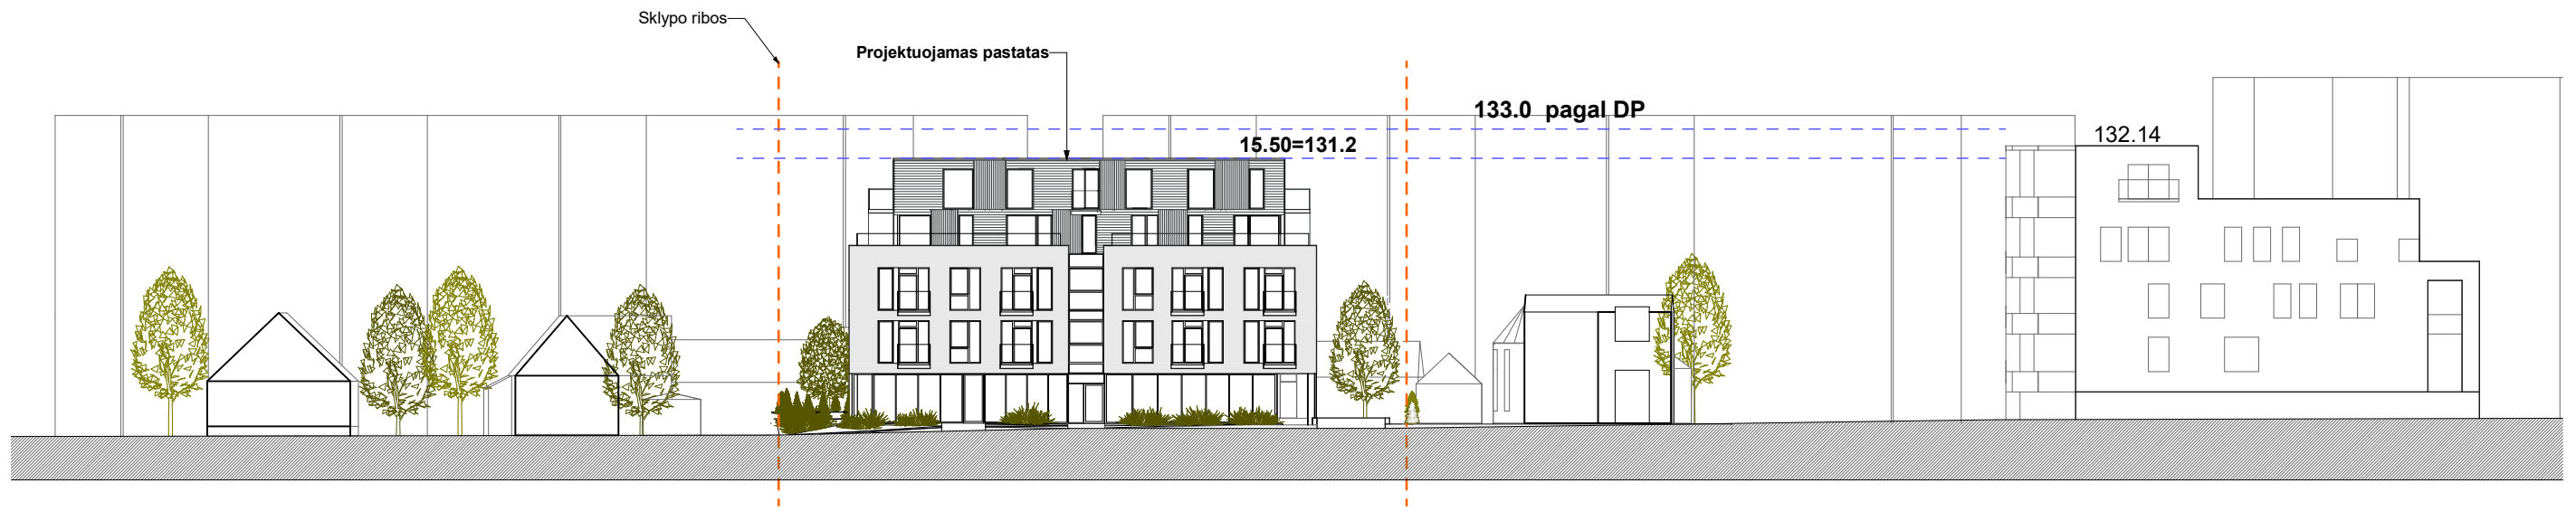 Sklypo ribos
Projektuojamas pastatas
133.0 pagal DP
15.50=131.2
132.14